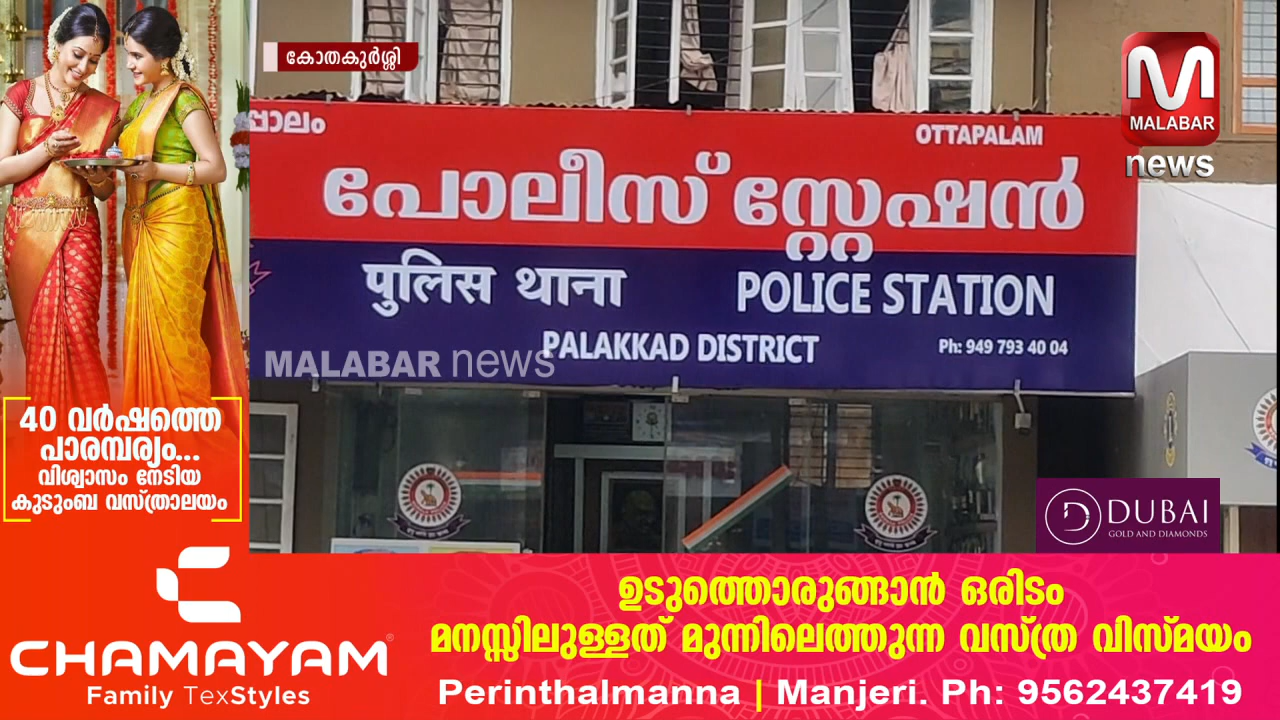 കോതകുർശ്ശി
M
MALABAR
news
പ്പാലം
OTTAPALAM
പോലീസ് സ്റ്റേഷൻ
पुलिस थाना
POLICE STATION
PALAKKAD DISTRICT
Ph: 949 793 40 04
MALABAR news
40 വർഷത്തെ
പാരമ്പര്യം...
വിശ്വാസം നേടിയ
കുടുംബ വസ്ത്രാലയം
D DUBAI
GOLD AND DIAMONDS
CHAMAYAM®
Family TexStyles
ഉടുത്തൊരുങ്ങാൻ ഒരിടം
മനസ്സിലുള്ളത് മുന്നിലെത്തുന്ന വസ്ത്ര വിസ്മയം
Perinthalmanna | Manjeri. Ph: 9562437419